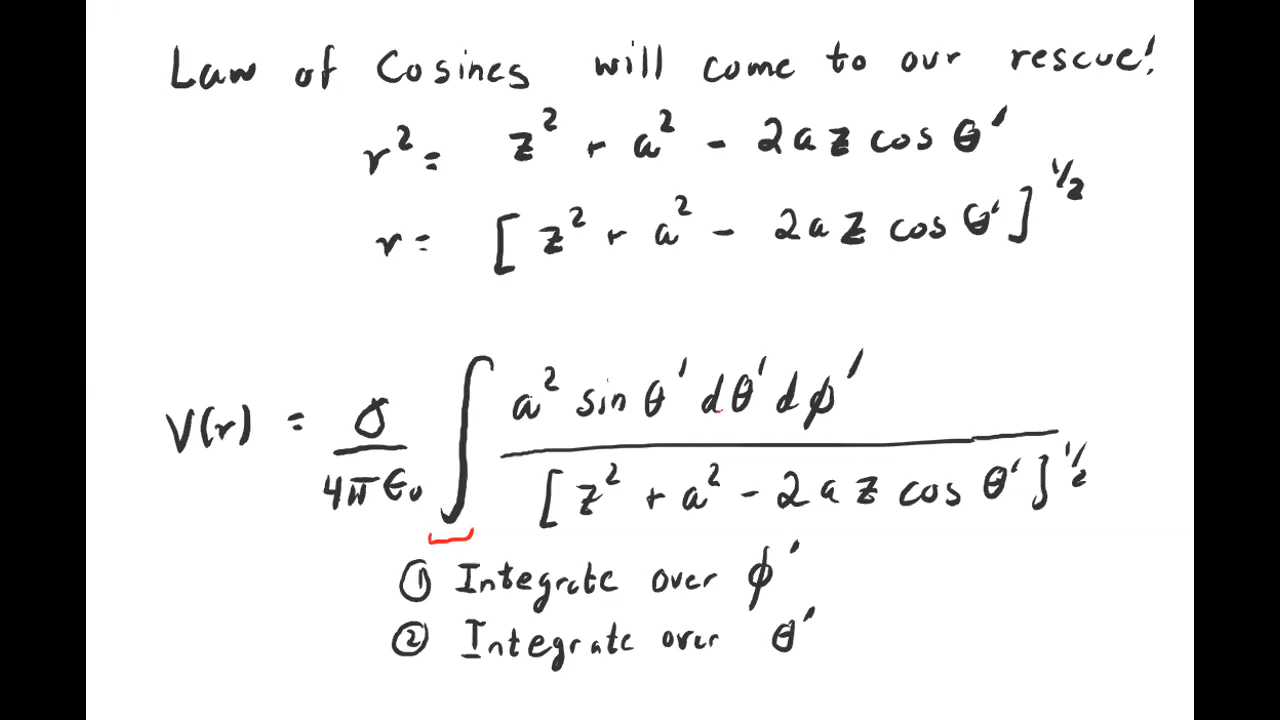 Law of Cosines will come to our rescue!
r² = z² + a² - 2az cos θ'
r = [z² + a² - 2az cos θ']^1/2
V(r) = σ/4πϵ₀ ∫ a² sin θ' dθ' dϕ' / [z² + a² - 2az cos θ']^1/2
① Integrate over ϕ'
② Integrate over θ'